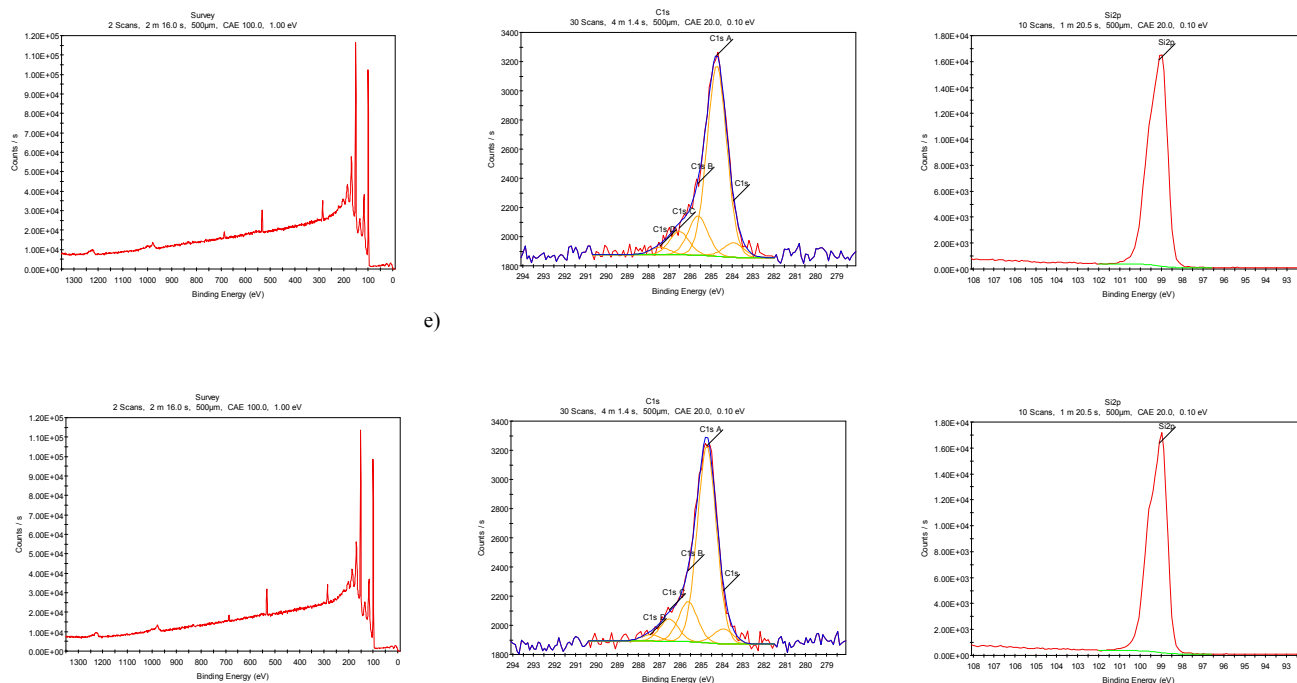 Survey
2 Scans, 2 m 16.0 s, 500µm, CAE 100.0, 1.00 eV
1.20E+05
1.10E+05
1.00E+05
9.00E+04
8.00E+04
7.00E+04
6.00E+04
5.00E+04
4.00E+04
3.00E+04
2.00E+04
1.00E+04
0.00E+00
Counts / s
1300 1200 1100 1000 900 800 700 600 500 400 300 200 100 0
Binding Energy (eV)
C1s
30 Scans, 4 m 1.4 s, 500µm, CAE 20.0, 0.10 eV
3400
3200
3000
2800
2600
2400
2200
2000
1800
Counts / s
C1s A
C1s B
C1s
C1s C
C1s D
294 293 292 291 290 289 288 287 286 285 284 283 282 281 280 279
Binding Energy (eV)
Si2p
10 Scans, 1 m 20.5 s, 500µm, CAE 20.0, 0.10 eV
1.80E+04
1.60E+04
1.40E+04
1.20E+04
1.00E+04
8.00E+03
6.00E+03
4.00E+03
2.00E+03
0.00E+00
Counts / s
Si2p
108 107 106 105 104 103 102 101 100 99 98 97 96 95 94 93
Binding Energy (eV)
e)
Survey
2 Scans, 2 m 16.0 s, 500µm, CAE 100.0, 1.00 eV
1.20E+05
1.10E+05
1.00E+05
9.00E+04
8.00E+04
7.00E+04
6.00E+04
5.00E+04
4.00E+04
3.00E+04
2.00E+04
1.00E+04
0.00E+00
Counts / s
1300 1200 1100 1000 900 800 700 600 500 400 300 200 100 0
Binding Energy (eV)
C1s
30 Scans, 4 m 1.4 s, 500µm, CAE 20.0, 0.10 eV
3400
3200
3000
2800
2600
2400
2200
2000
1800
Counts / s
C1s A
C1s B
C1s
C1s C
C1s D
294 293 292 291 290 289 288 287 286 285 284 283 282 281 280 279
Binding Energy (eV)
Si2p
10 Scans, 1 m 20.5 s, 500µm, CAE 20.0, 0.10 eV
1.80E+04
1.60E+04
1.40E+04
1.20E+04
1.00E+04
8.00E+03
6.00E+03
4.00E+03
2.00E+03
0.00E+00
Counts / s
Si2p
108 107 106 105 104 103 102 101 100 99 98 97 96 95 94 93
Binding Energy (eV)